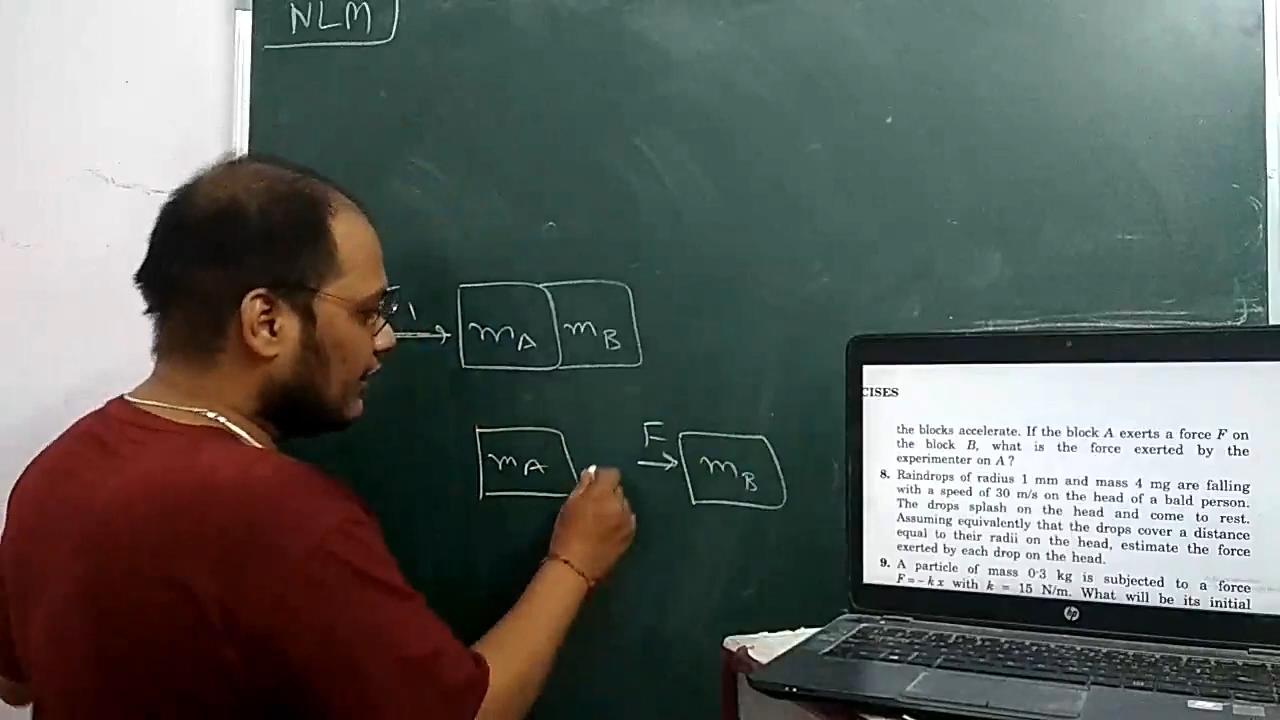 NLM
mA mB
F
mA mB
CISES
the blocks accelerate. If the block A exerts a force F on
the block B, what is the force exerted by the
experimenter on A ?
8. Raindrops of radius 1 mm and mass 4 mg are falling
with a speed of 30 m/s on the head of a bald person.
The drops splash on the head and come to rest.
Assuming equivalently that the drops cover a distance
equal to their radii on the head, estimate the force
exerted by each drop on the head.
9. A particle of mass 0·3 kg is subjected to a force
F = – k x with k = 15 N/m. What will be its initial
hp